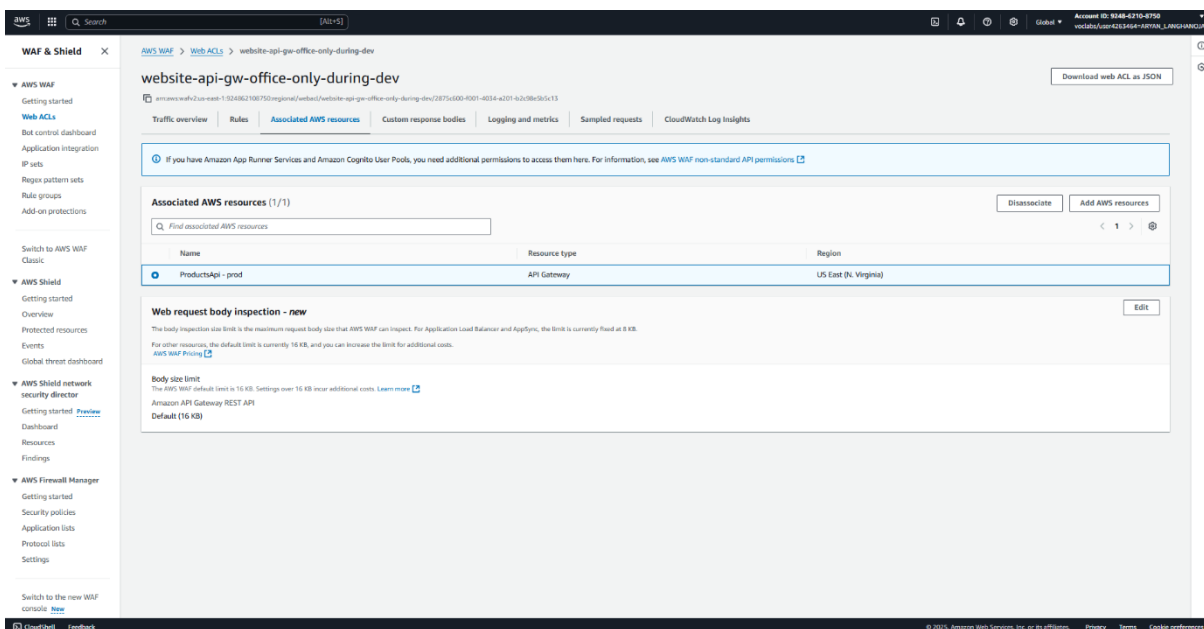 aws
Search
[Alt+S]
Global
Account ID: 9248-6210-8750
voclabs/user4263464=ARYAN_LANGHANOJA
WAF & Shield
AWS WAF
Getting started
Web ACLs
Bot control dashboard
Application integration
IP sets
Regex pattern sets
Rule groups
Add-on protections
Switch to AWS WAF
Classic
AWS Shield
Getting started
Overview
Protected resources
Events
Global threat dashboard
AWS Shield network
security director
Getting started Preview
Dashboard
Resources
Findings
AWS Firewall Manager
Getting started
Security policies
Application lists
Protocol lists
Settings
Switch to the new WAF
console New
AWS WAF > Web ACLs > website-api-gw-office-only-during-dev
website-api-gw-office-only-during-dev
Download web ACL as JSON
Traffic overview
Rules
Associated AWS resources
Custom response bodies
Logging and metrics
Sampled requests
CloudWatch Log Insights
If you have Amazon App Runner Services and Amazon Cognito User Pools, you need additional permissions to access them here. For information, see AWS WAF non-standard API permissions
Associated AWS resources (1/1)
Disassociate
Add AWS resources
Find associated AWS resources
1
Name Resource type Region
ProductsApi - prod API Gateway US East (N. Virginia)
Web request body inspection - new
Edit
The body inspection size limit is the maximum request body size that AWS WAF can inspect. For Application Load Balancer and AppSync, the limit is currently fixed at 8 KB.
For other resources, the default limit is currently 16 KB, and you can increase the limit for additional costs.
AWS WAF Pricing
Body size limit
The AWS WAF default limit is 16 KB. Settings over 16 KB incur additional costs. Learn more
Amazon API Gateway REST API
Default (16 KB)
CloudShell Feedback
© 2025, Amazon Web Services, Inc. or its affiliates. Privacy Terms Cookie preferences